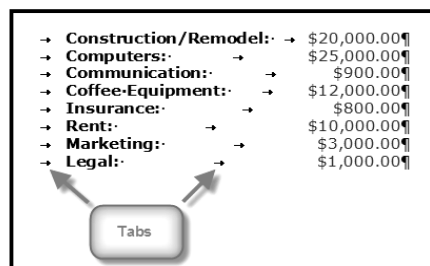 → Construction/Remodel:· → $20,000.00¶
→ Computers:· → $25,000.00¶
→ Communication:· → $900.00¶
→ Coffee·Equipment:· → $12,000.00¶
→ Insurance:· → $800.00¶
→ Rent:· → $10,000.00¶
→ Marketing:· → $3,000.00¶
→ Legal:· → $1,000.00¶
Tabs